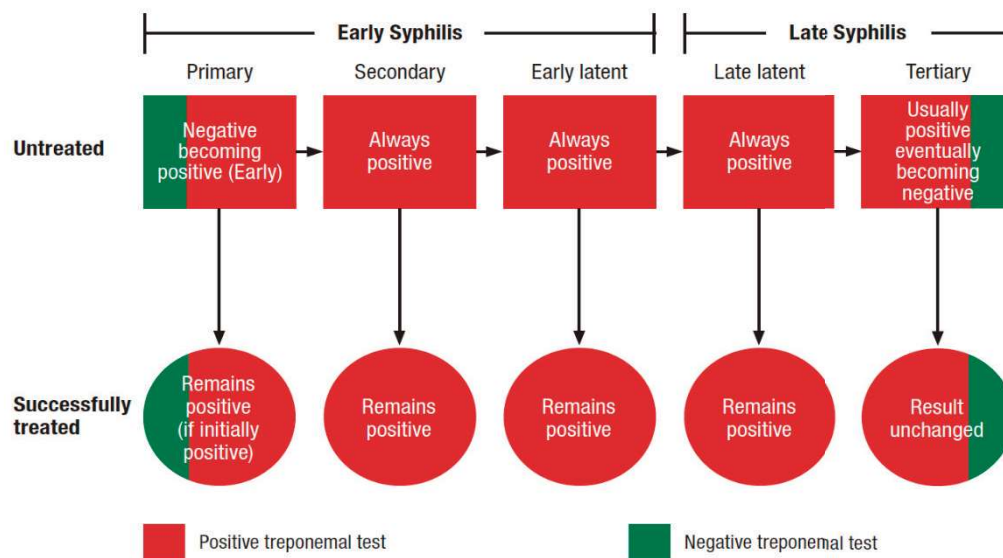 Early Syphilis
Late Syphilis
Primary
Secondary
Early latent
Late latent
Tertiary
Untreated
Negative
becoming
positive (Early)
Always
positive
Always
positive
Always
positive
Usually
positive
eventually
becoming
negative
Successfully
treated
Remains
positive
(if initially
positive)
Remains
positive
Remains
positive
Remains
positive
Result
unchanged
Positive treponemal test
Negative treponemal test